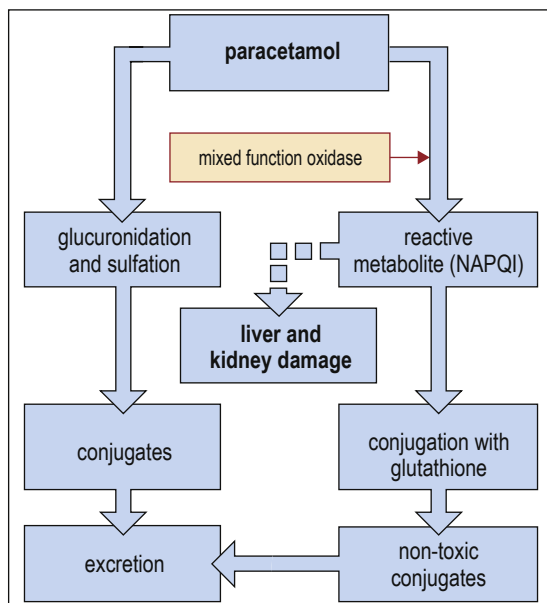 paracetamol
mixed function oxidase
glucuronidation
and sulfation
reactive
metabolite (NAPQI)
liver and
kidney damage
conjugates
conjugation with
glutathione
excretion
non-toxic
conjugates